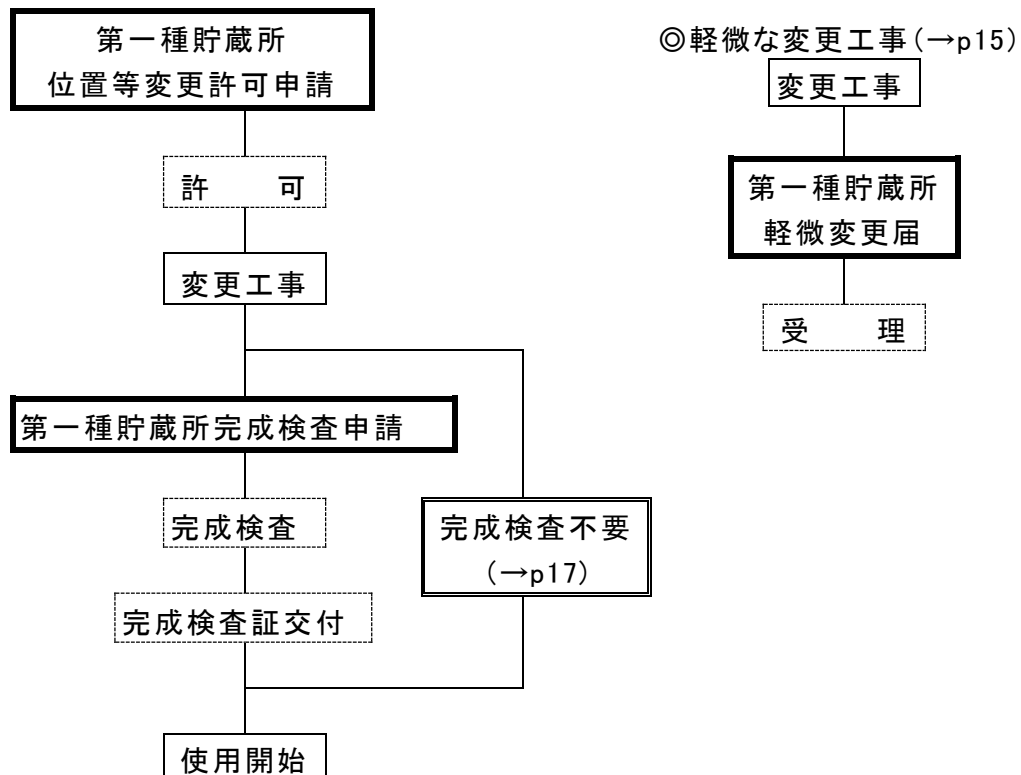 第一種貯蔵所
位置等変更許可申請
許　　可
変更工事
第一種貯蔵所完成検査申請
完成検査
完成検査不要
(→p17)
完成検査証交付
使用開始
◎軽微な変更工事(→p15)
変更工事
第一種貯蔵所
軽微変更届
受　　理